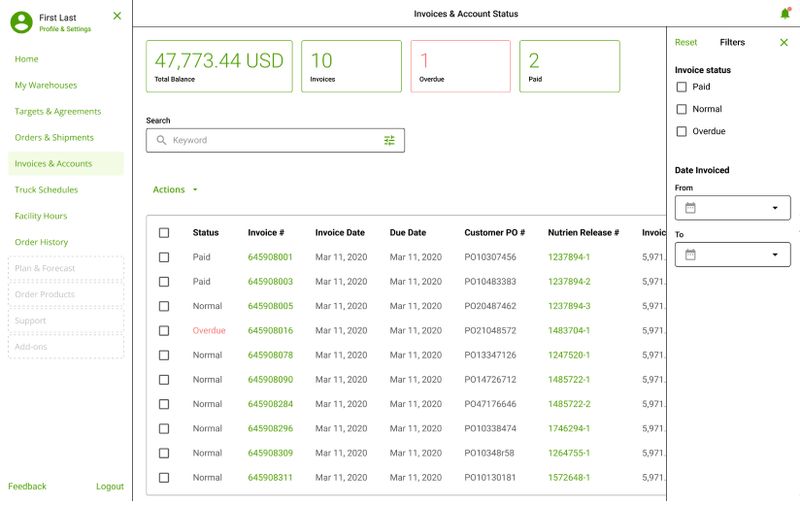 First Last
Profile & Settings
Home
My Warehouses
Targets & Agreements
Orders & Shipments
Invoices & Accounts
Truck Schedules
Facility Hours
Order History
Plan & Forecast
Order Products
Support
Add-ons
Feedback
Logout
Invoices & Account Status
47,773.44 USD
Total Balance
10
Invoices
1
Overdue
2
Paid
Search
Keyword
Actions
Status Invoice # Invoice Date Due Date Customer PO # Nutrien Release # Invoic
Paid 645908001 Mar 11, 2020 Mar 11, 2020 PO10307456 1237894-1 5,971.
Paid 645908003 Mar 11, 2020 Mar 11, 2020 PO10483383 1237894-2 5,971.
Normal 645908005 Mar 11, 2020 Mar 11, 2020 PO20487462 1237894-3 5,971.
Overdue 645908016 Mar 11, 2020 Mar 11, 2020 PO21048572 1483704-1 5,971.
Normal 645908078 Mar 11, 2020 Mar 11, 2020 PO13347126 1247520-1 5,971.
Normal 645908090 Mar 11, 2020 Mar 11, 2020 PO14726712 1485722-1 5,971.
Normal 645908284 Mar 11, 2020 Mar 11, 2020 PO47176646 1485722-2 5,971.
Normal 645908296 Mar 11, 2020 Mar 11, 2020 PO10338474 1746294-1 5,971.
Normal 645908309 Mar 11, 2020 Mar 11, 2020 PO10348r58 1264755-1 5,971.
Normal 645908311 Mar 11, 2020 Mar 11, 2020 PO10130181 1572648-1 5,971.
Reset Filters
Invoice status
Paid
Normal
Overdue
Date Invoiced
From
To